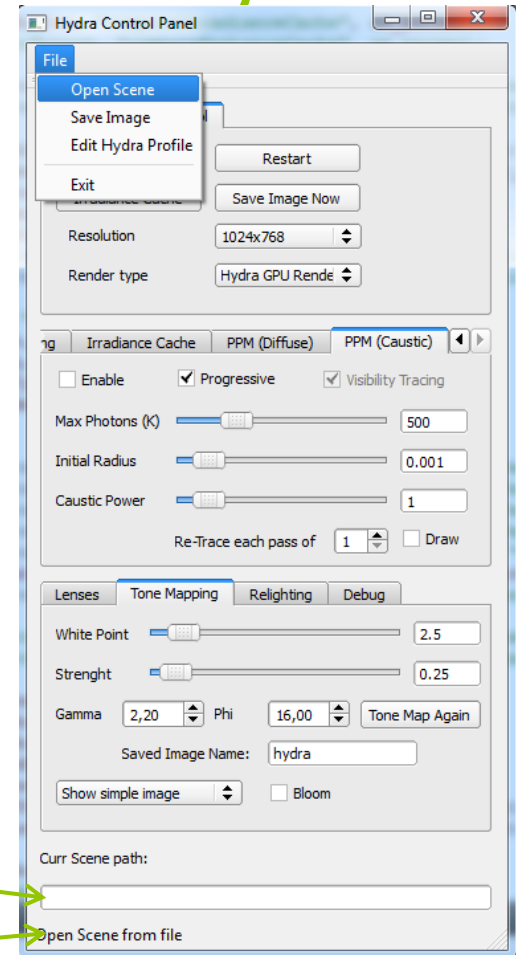 Hydra Control Panel
File
Open Scene
Save Image
Edit Hydra Profile
Exit
Restart
Irradiance Cache Save Image Now
Resolution 1024x768
Render type Hydra GPU Rende
ng Irradiance Cache PPM (Diffuse) PPM (Caustic)
Enable Progressive Visibility Tracing
Max Photons (K) 500
Initial Radius 0.001
Caustic Power 1
Re-Trace each pass of 1 Draw
Lenses Tone Mapping Relighting Debug
White Point 2.5
Strenght 0.25
Gamma 2,20 Phi 16,00 Tone Map Again
Saved Image Name: hydra
Show simple image Bloom
Curr Scene path:
Open Scene from file